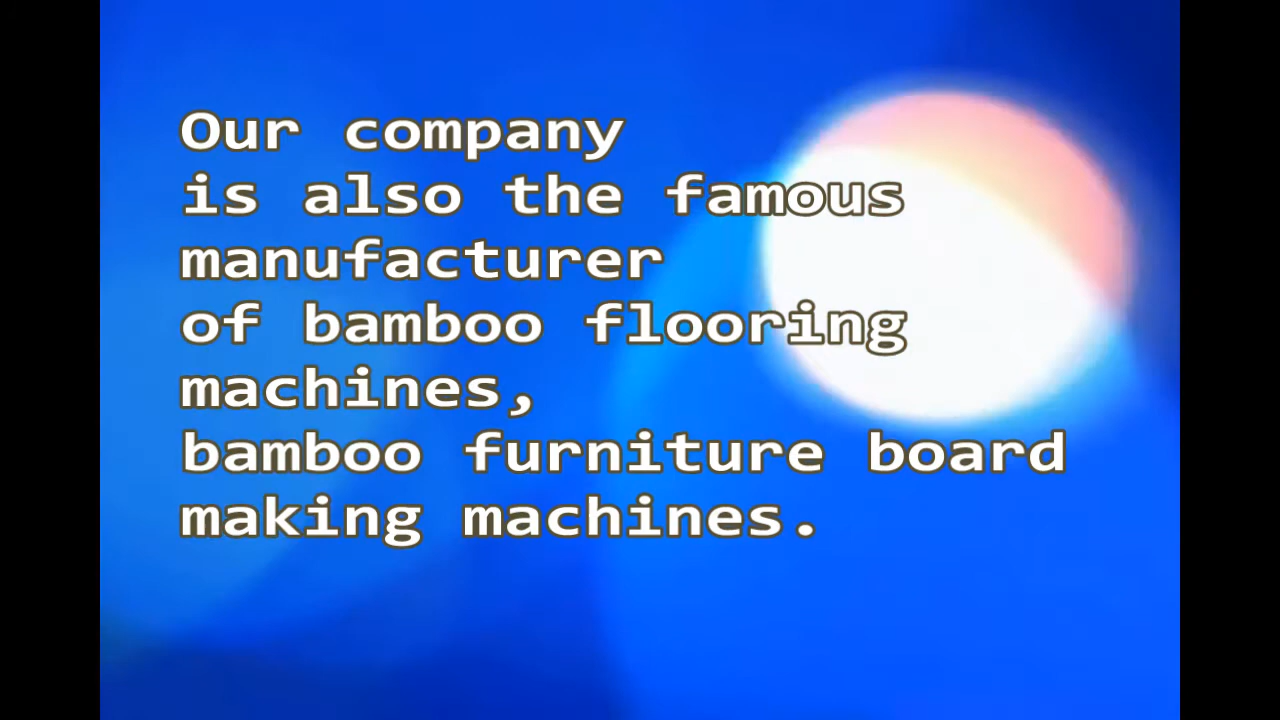 Our company
is also the famous
manufacturer
of bamboo flooring
machines,
bamboo furniture board
making machines.